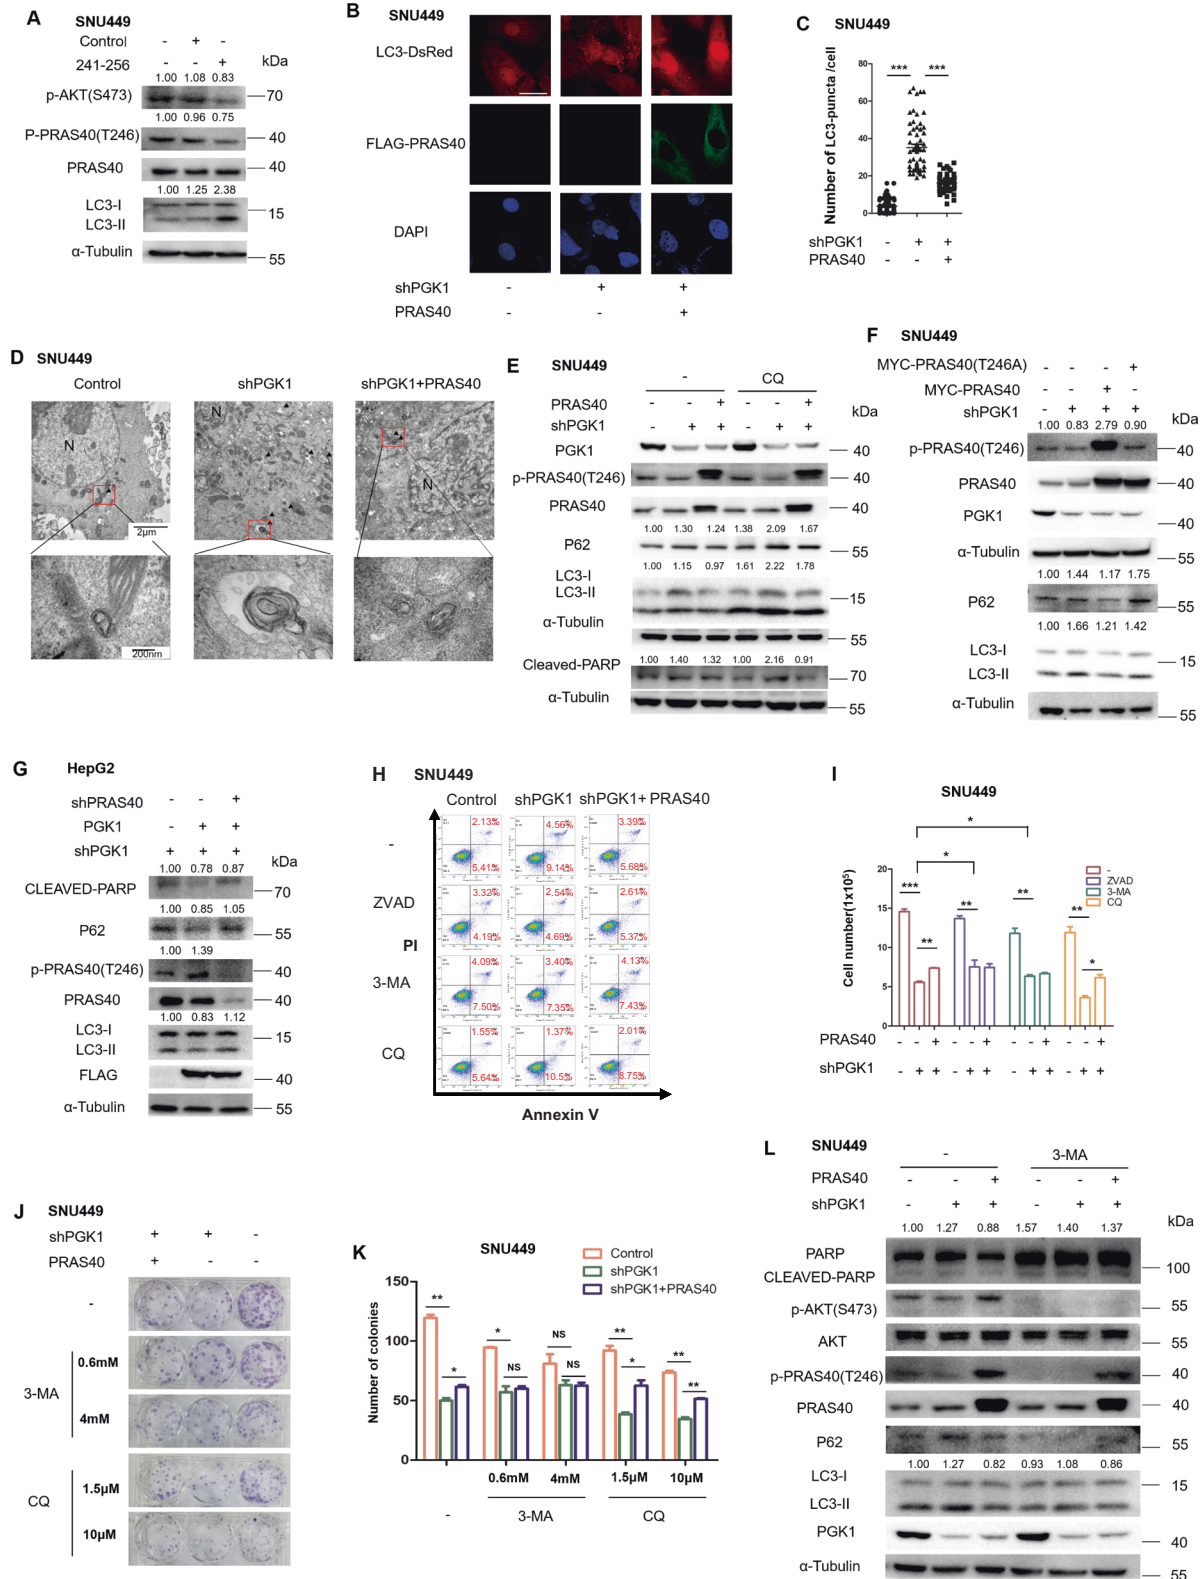 A
SNU449
Control - + -
241-256 - - + kDa
1.00 1.08 0.83
p-AKT(S473) 70
1.00 0.96 0.75
P-PRAS40(T246) 40
PRAS40 40
1.00 1.25 2.38
LC3-I
15
LC3-II
α-Tubulin
55
B
SNU449
LC3-DsRed
FLAG-PRAS40
DAPI
shPGK1 - + +
PRAS40 - - +
C
SNU449
Number of LC3-puncta /cell
80
60
40
20
0
*** ***
shPGK1 - + +
PRAS40 - - +
D SNU449
Control shPGK1 shPGK1+PRAS40
N N N
2μm
200nm
E
SNU449
- CQ
PRAS40 - - + - - + kDa
shPGK1 - + + - + +
PGK1 40
p-PRAS40(T246) 40
PRAS40 40
1.00 1.30 1.24 1.38 2.09 1.67
P62
55
1.00 1.15 0.97 1.61 2.22 1.78
LC3-I
LC3-II 15
α-Tubulin
55
Cleaved-PARP 1.00 1.40 1.32 1.00 2.16 0.91
70
α-Tubulin
55
F SNU449
MYC-PRAS40(T246A) - - - +
MYC-PRAS40 - - + -
shPGK1 - + + + kDa
1.00 0.83 2.79 0.90
p-PRAS40(T246) 40
PRAS40 40
PGK1
40
α-Tubulin
55
1.00 1.44 1.17 1.75
P62 55
1.00 1.66 1.21 1.42
LC3-I
15
LC3-II
α-Tubulin
55
G
HepG2
shPRAS40 - - +
PGK1 - + +
shPGK1 + + +
kDa
1.00 0.78 0.87
CLEAVED-PARP 70
1.00 0.85 1.05
P62 55
1.00 1.39
p-PRAS40(T246) 40
PRAS40 40
1.00 0.83 1.12
LC3-I
15
LC3-II
FLAG 40
α-Tubulin 55
H SNU449
Control shPGK1 shPGK1+PRAS40
- 2.13% 4.56% 3.39%
5.41% 9.14% 5.68%
ZVAD 3.32% 2.54% 2.61%
4.19% 4.69% 5.37%
PI
3-MA 4.09% 3.40% 4.13%
7.50% 7.35% 7.43%
CQ 1.55% 1.37% 2.01%
5.64% 10.5% 8.75%
Annexin V
I
SNU449
Cell number(1x10⁵)
20
15
10
5
0
*
*
*** ** ** ** ** *
-
ZVAD
3-MA
CQ
PRAS40 - - + - - + - - + - - +
shPGK1 - + + - + + - + + - + +
J SNU449
shPGK1 + + -
PRAS40 + - -
-
0.6mM
3-MA
4mM
1.5μM
CQ
10μM
K
SNU449
Control
shPGK1
shPGK1+PRAS40
Number of colonies
150
100
50
0
** * * NS NS NS ** * ** **
- 0.6mM 4mM 1.5μM 10μM
3-MA CQ
L SNU449
- 3-MA
PRAS40 - - + - - +
shPGK1 - + + - + +
kDa
1.00 1.27 0.88 1.57 1.40 1.37
PARP
100
CLEAVED-PARP
p-AKT(S473) 55
AKT 55
p-PRAS40(T246) 40
PRAS40 40
P62 55
1.00 1.27 0.82 0.93 1.08 0.86
LC3-I
15
LC3-II
PGK1 40
α-Tubulin
55